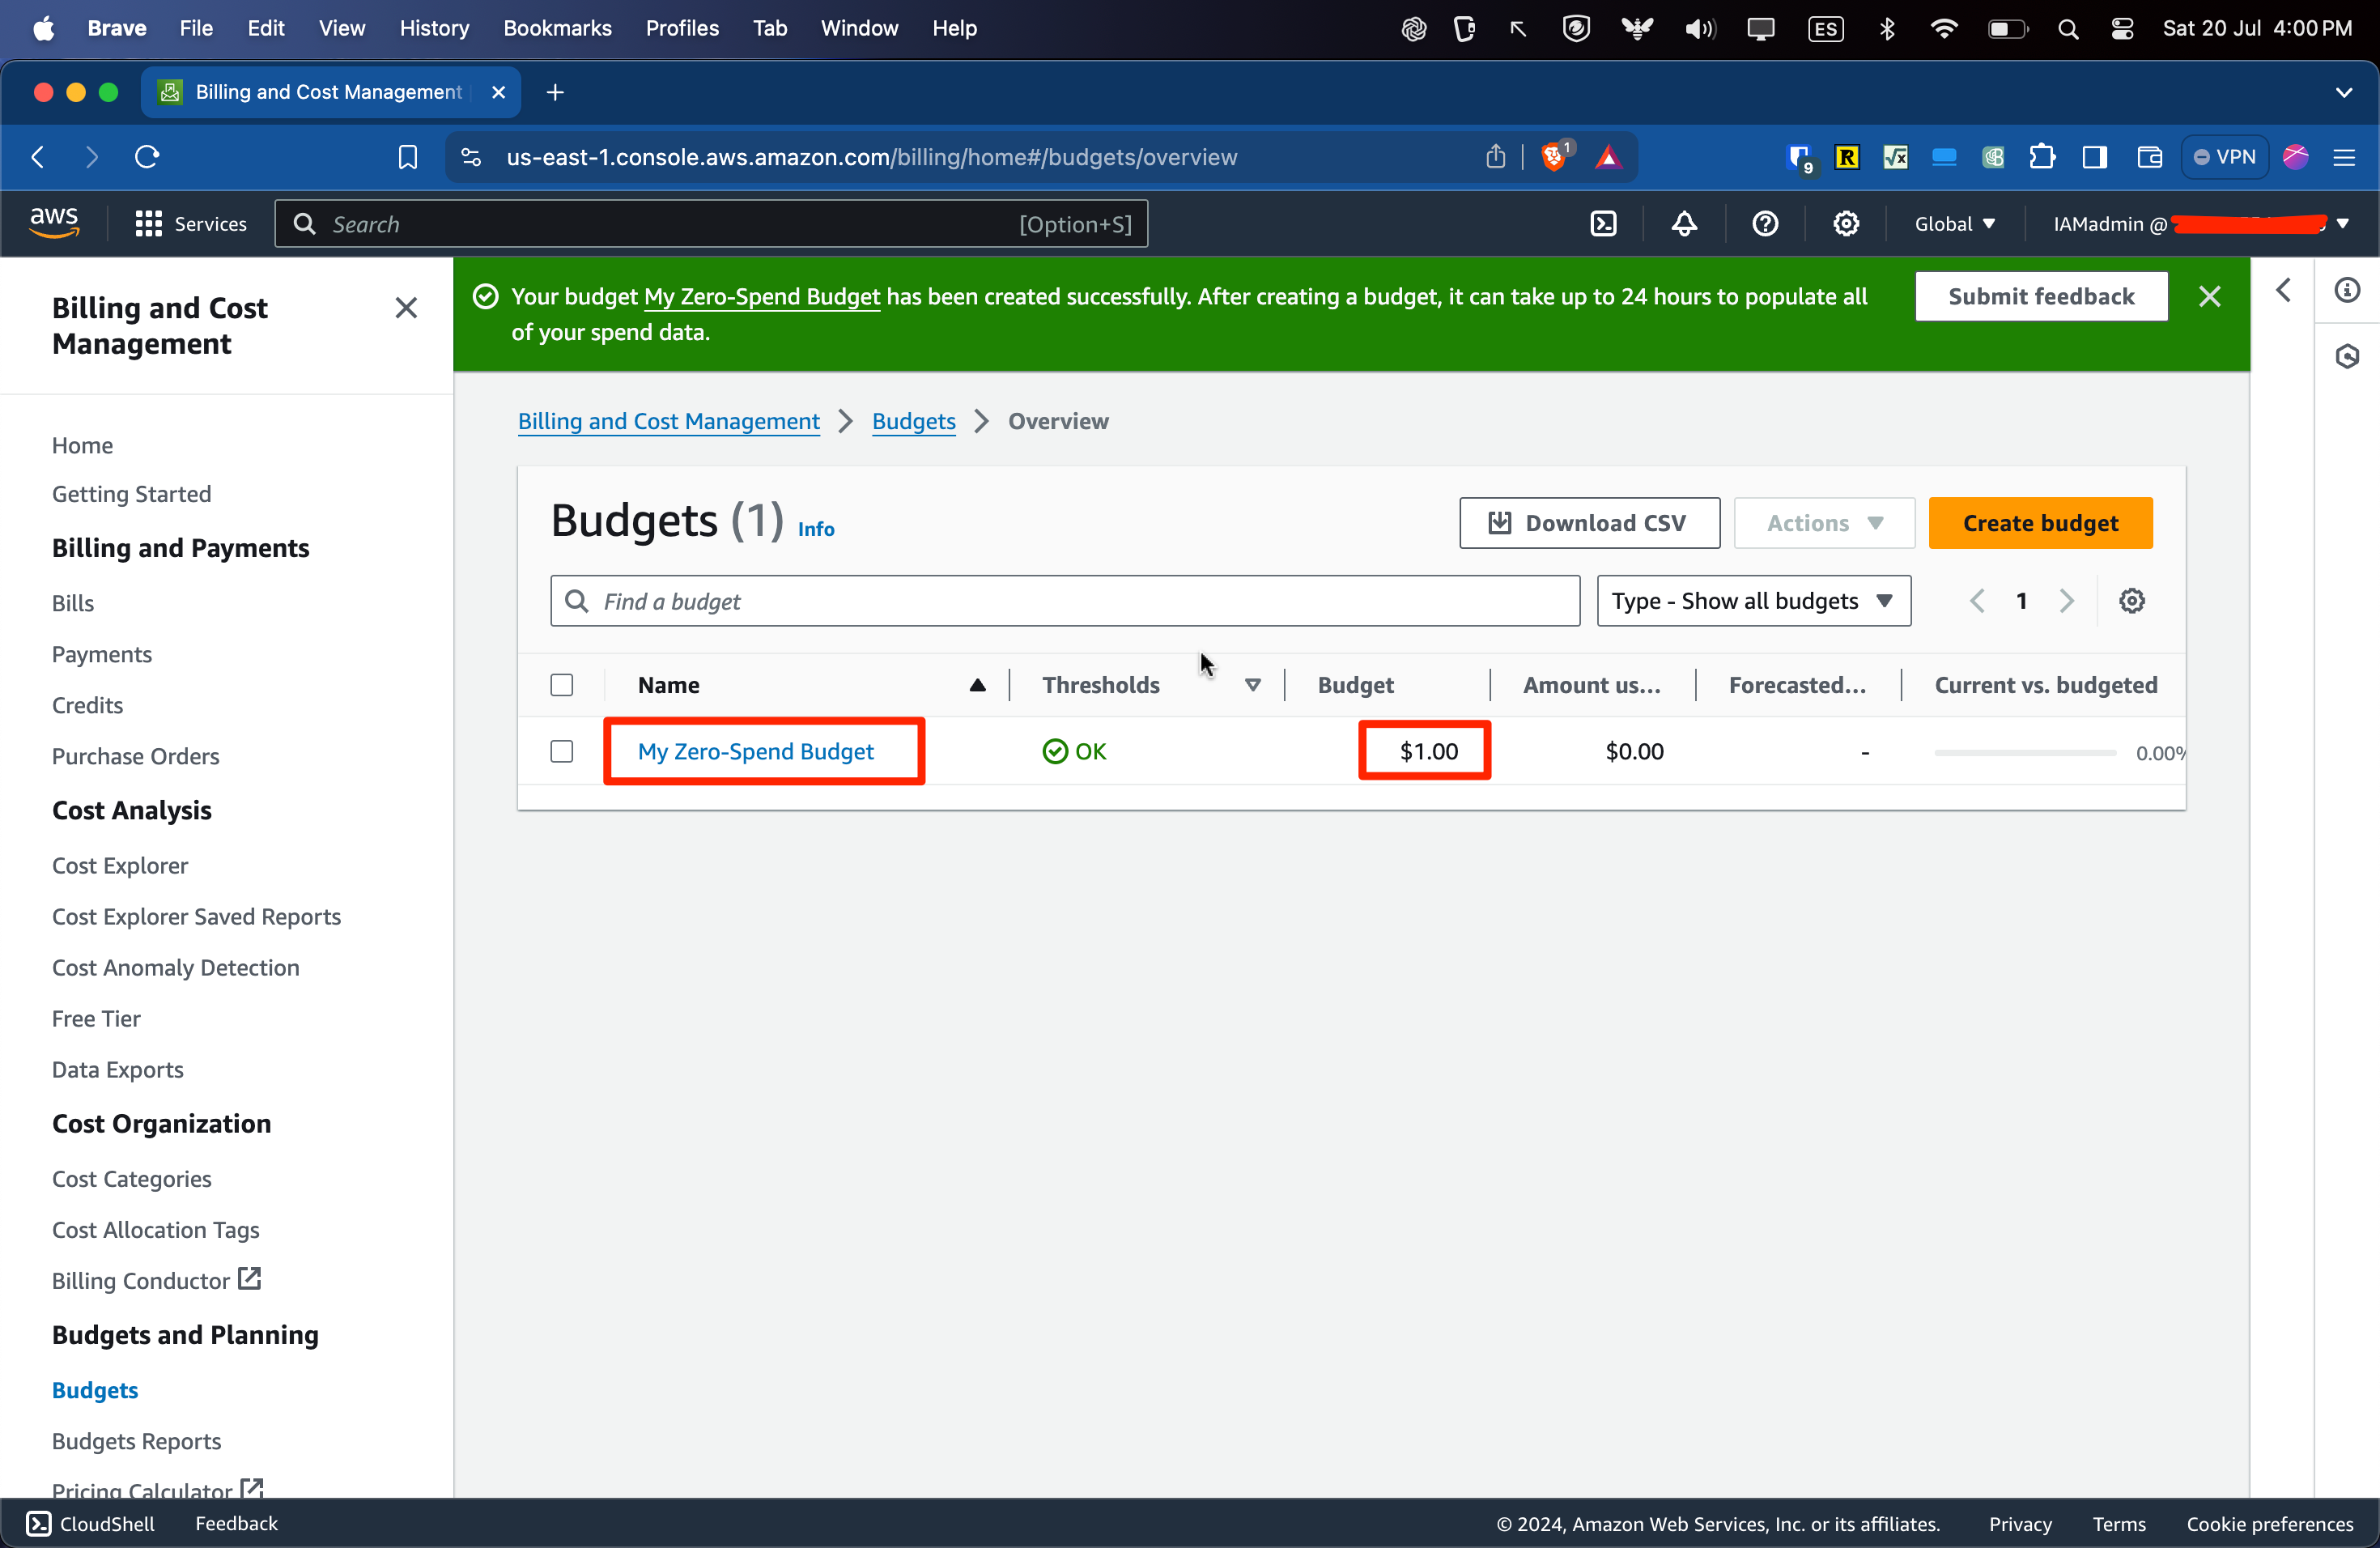 Brave File Edit View History Bookmarks Profiles Tab Window Help ES Sat 20 Jul 4:00 PM
Billing and Cost Management
us-east-1.console.aws.amazon.com/billing/home#/budgets/overview 1 9 R √x VPN
aws Services Search [Option+S] Global IAMadmin @
Billing and Cost
Management
Home
Getting Started
Billing and Payments
Bills
Payments
Credits
Purchase Orders
Cost Analysis
Cost Explorer
Cost Explorer Saved Reports
Cost Anomaly Detection
Free Tier
Data Exports
Cost Organization
Cost Categories
Cost Allocation Tags
Billing Conductor
Budgets and Planning
Budgets
Budgets Reports
Pricing Calculator
Your budget My Zero-Spend Budget has been created successfully. After creating a budget, it can take up to 24 hours to populate all
of your spend data.
Submit feedback
Billing and Cost Management > Budgets > Overview
Budgets (1) Info
Download CSV Actions Create budget
Find a budget Type - Show all budgets 1
Name Thresholds Budget Amount us... Forecasted... Current vs. budgeted
My Zero-Spend Budget OK $1.00 $0.00 - 0.00%
CloudShell Feedback © 2024, Amazon Web Services, Inc. or its affiliates. Privacy Terms Cookie preferences